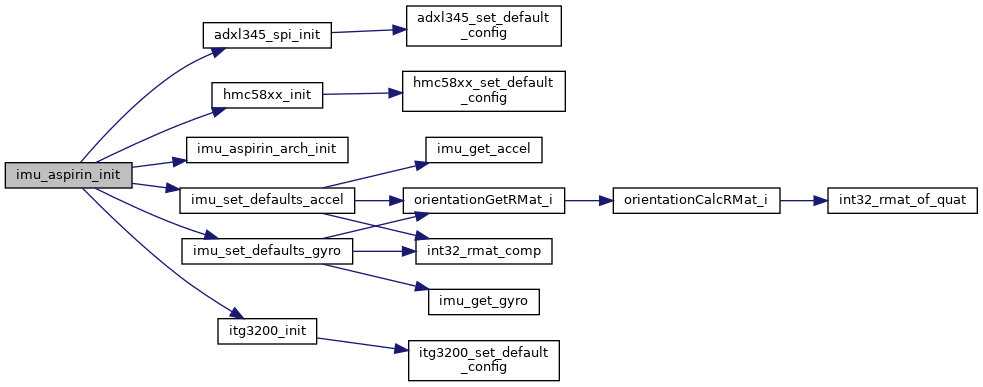 adxl345_set_default
_config
adxl345_spi_init
hmc58xx_set_default
_config
hmc58xx_init
imu_aspirin_arch_init
imu_get_accel
imu_aspirin_init
imu_set_defaults_accel
orientationGetRMat_i
orientationCalcRMat_i
int32_rmat_of_quat
imu_set_defaults_gyro
int32_rmat_comp
imu_get_gyro
itg3200_init
itg3200_set_default
_config